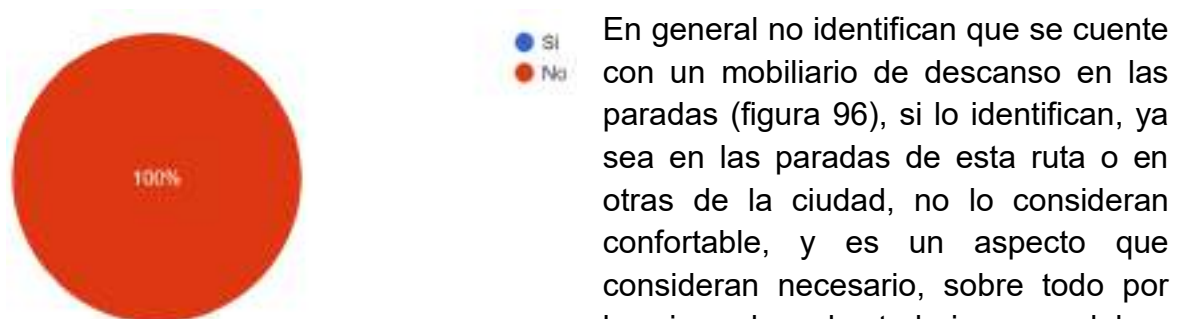 Si
No
100%
En general no identifican que se cuente
con un mobiliario de descanso en las
paradas (figura 96), si lo identifican, ya
sea en las paradas de esta ruta o en
otras de la ciudad, no lo consideran
confortable, y es un aspecto que
consideran necesario, sobre todo por